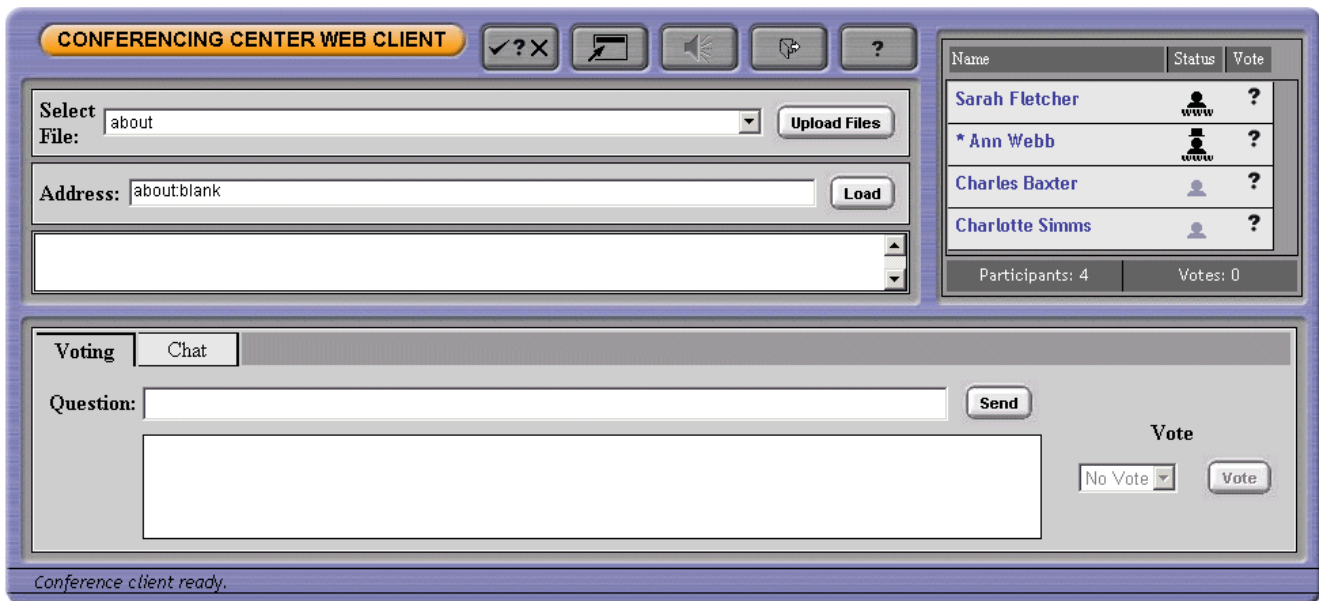 CONFERENCING CENTER WEB CLIENT
✓?X
?
Select File:
about
Upload Files
Address:
about:blank
Load
Name Status Vote
Sarah Fletcher www ?
* Ann Webb www ?
Charles Baxter ?
Charlotte Simms ?
Participants: 4 Votes: 0
Voting Chat
Question:
Send
Vote
No Vote
Vote
Conference client ready.